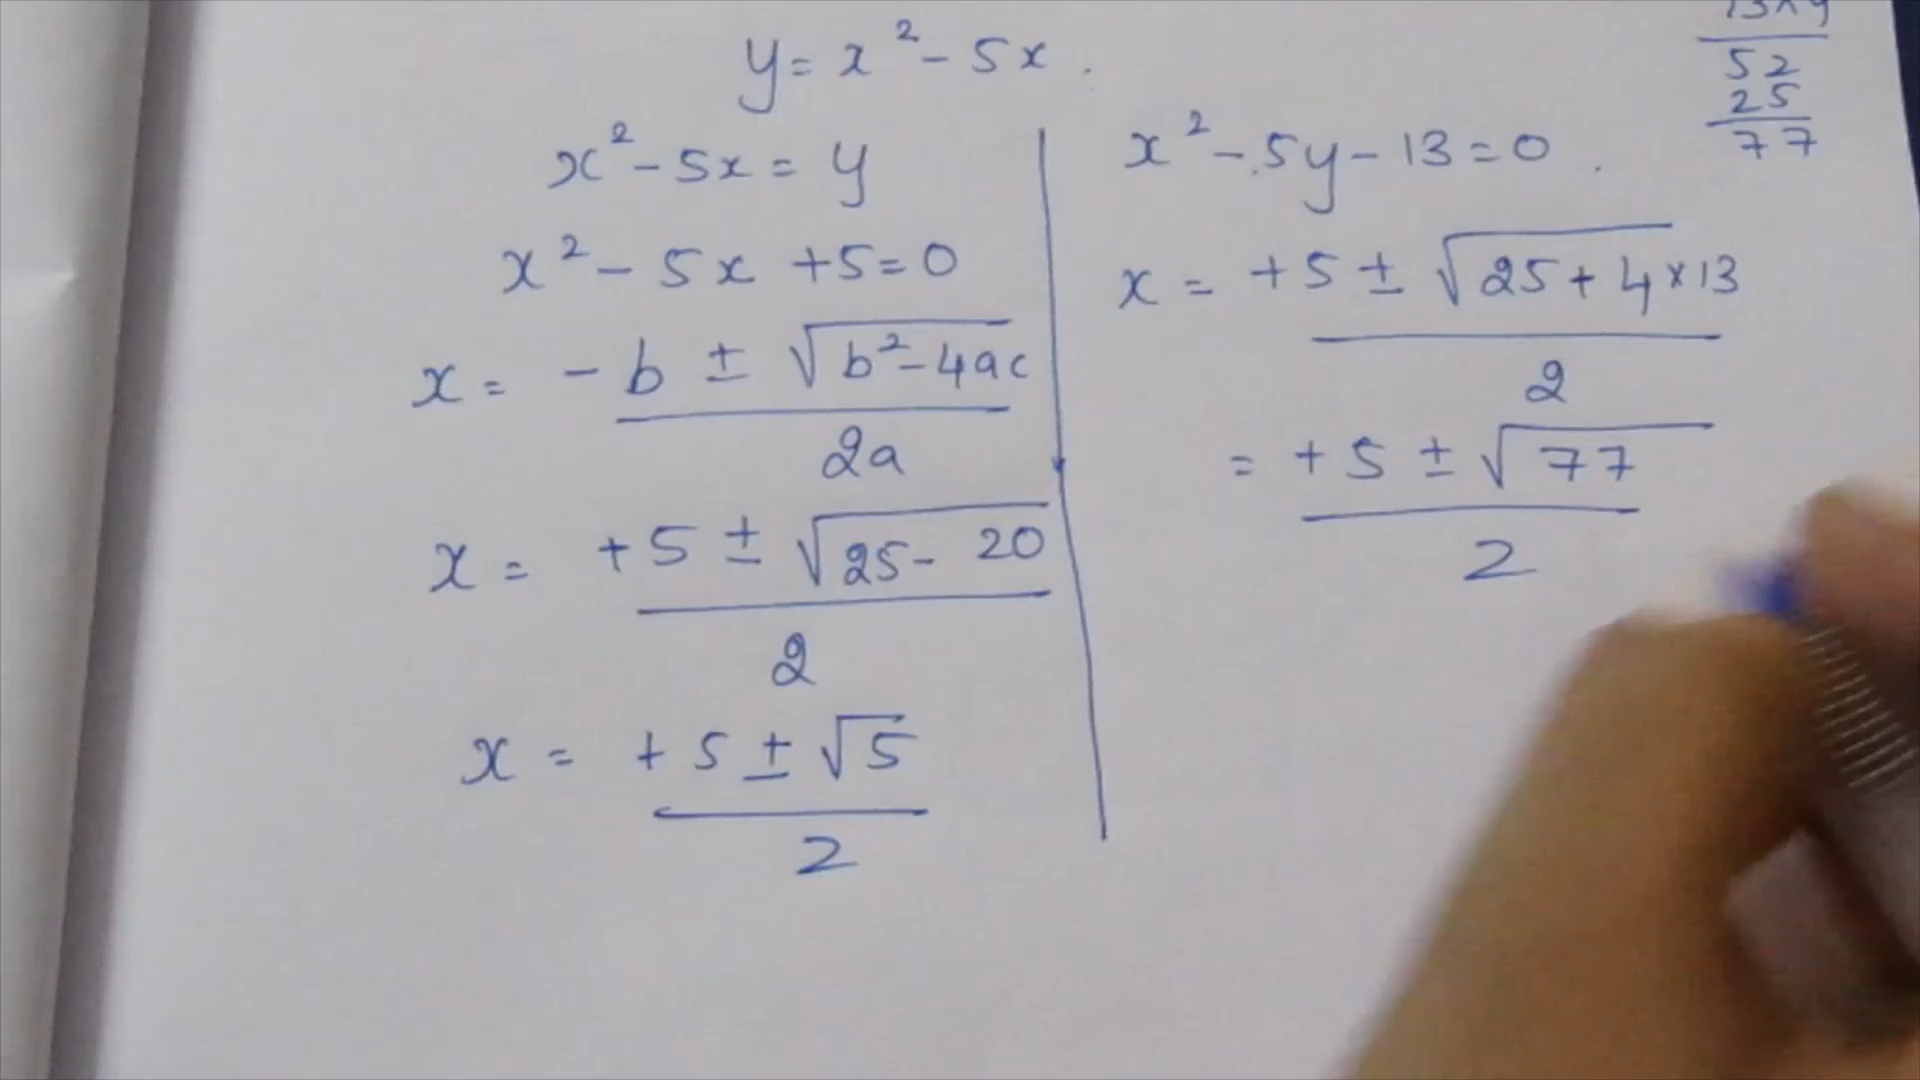 y = x² - 5x .
x² - 5x = y
x² - 5x + 5 = 0
x = - b ± √b² - 4ac
2a
x = + 5 ± √25 - 20
2
x = + 5 ± √5
2
x² - 5y - 13 = 0 .
x = + 5 ± √25 + 4 × 13
2
= + 5 ± √77
2
52
25
77